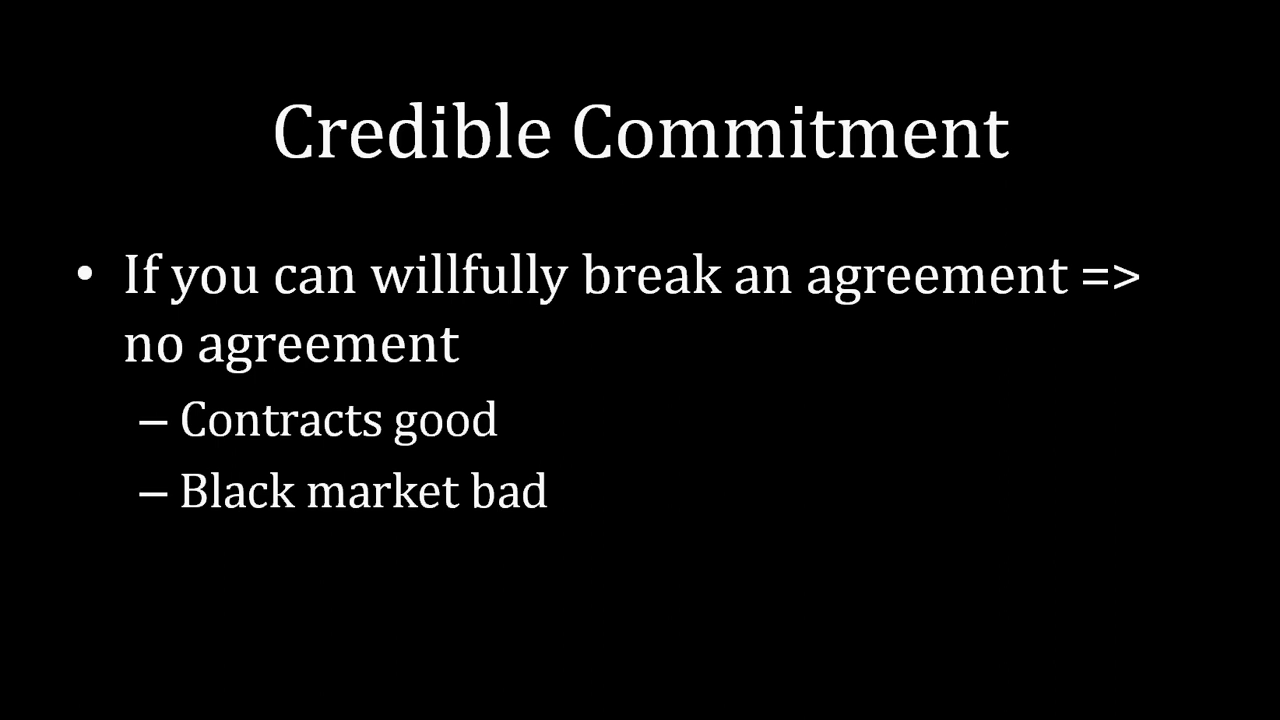 Credible Commitment
• If you can willfully break an agreement =>
no agreement
– Contracts good
– Black market bad